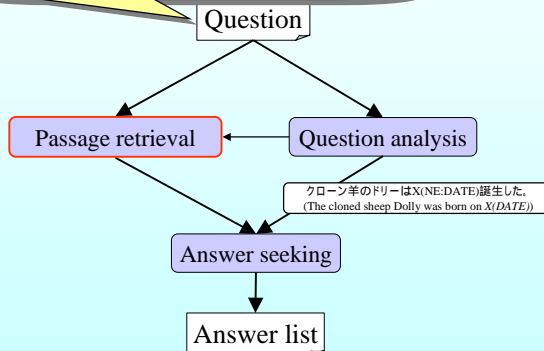 Question
Passage retrieval
Question analysis
クローン羊のドリーはX(NE:DATE)誕生した。
(The cloned sheep Dolly was born on X(DATE))
Answer seeking
Answer list